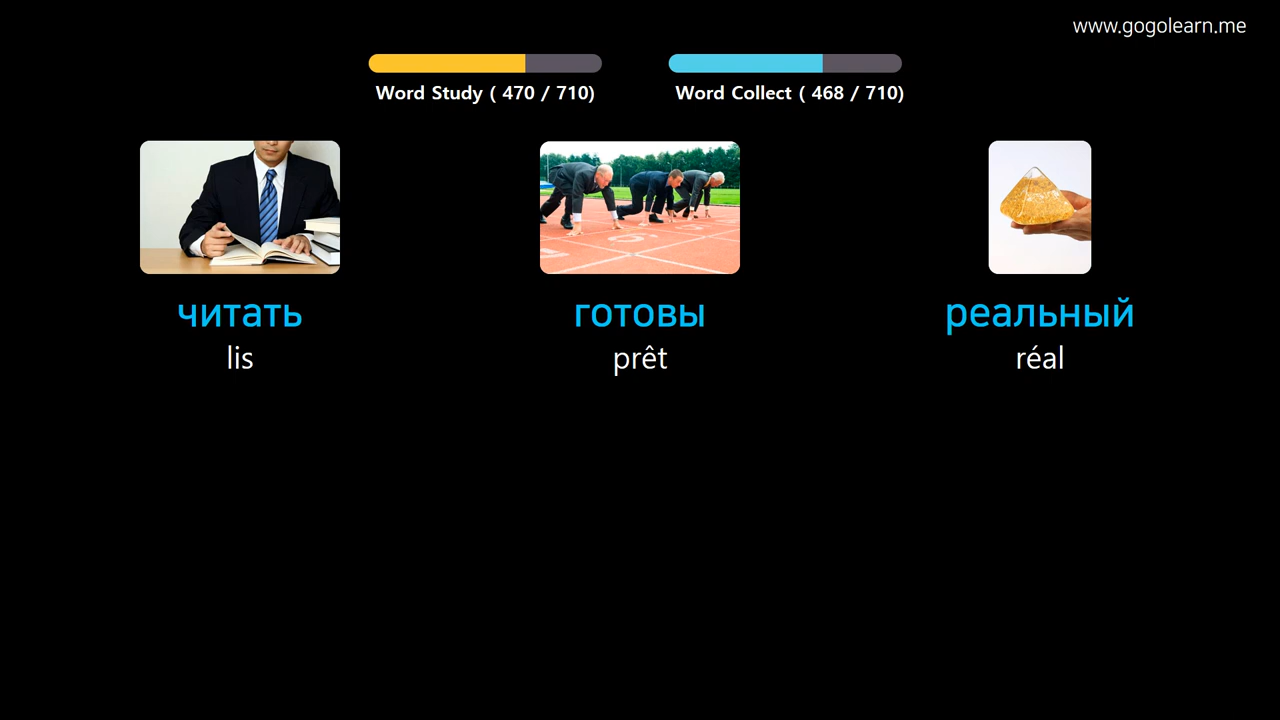 www.gogolearn.me
Word Study ( 470 / 710)
Word Collect ( 468 / 710)
читать
lis
готовы
prêt
реальный
réal